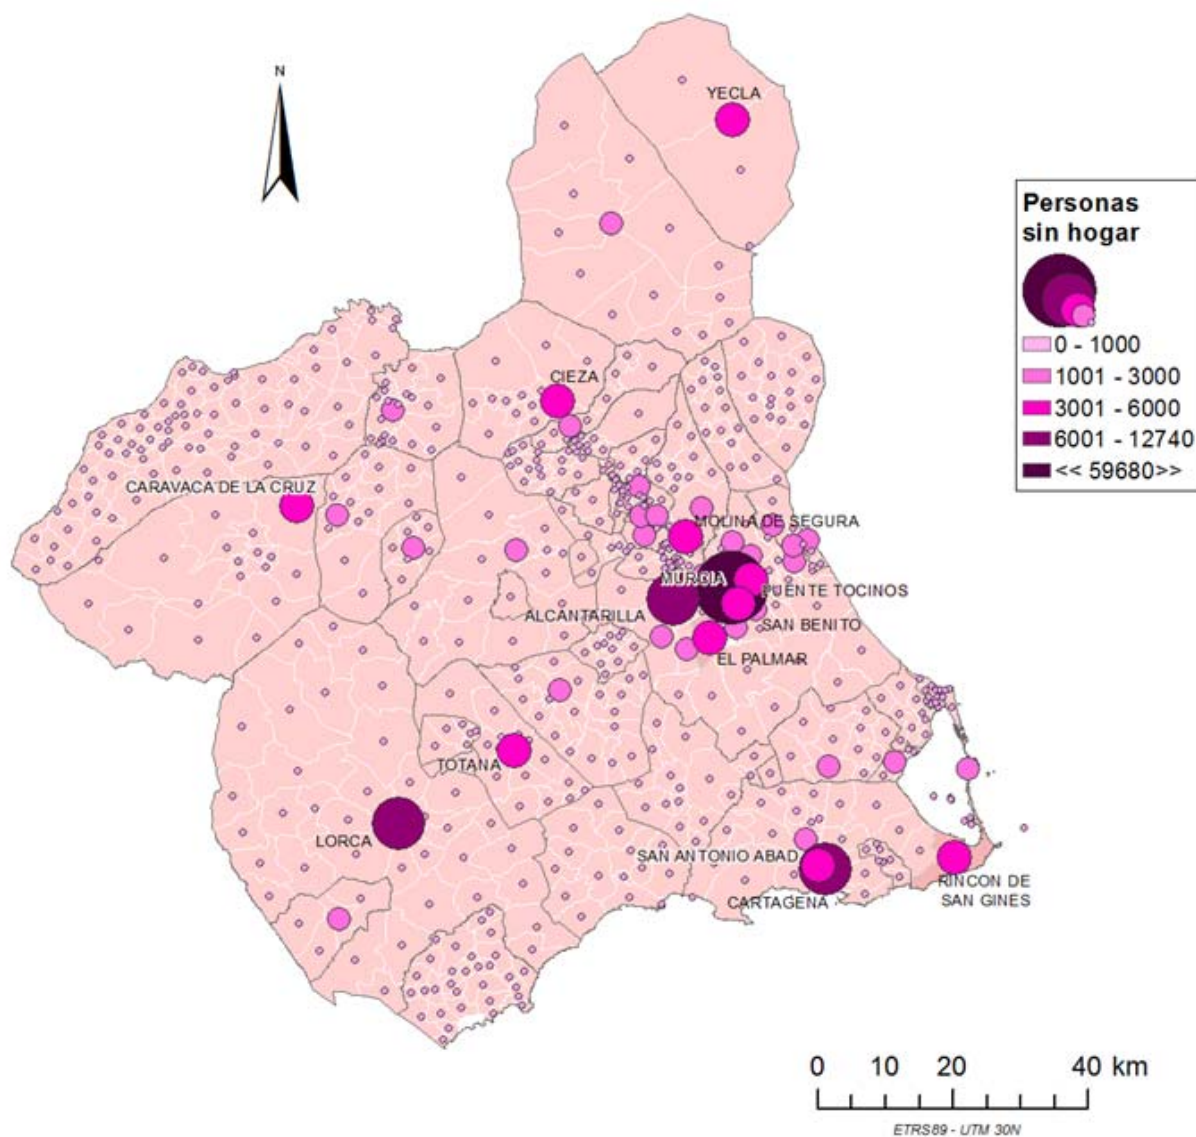 N
YECLA
Personas
sin hogar
0 - 1000
1001 - 3000
3001 - 6000
6001 - 12740
<< 59680>>
CIEZA
CARAVACA DE LA CRUZ
MOLINA DE SEGURA
MURCIA
PUENTE TOCINOS
ALCANTARILLA
SAN BENITO
EL PALMAR
TOTANA
LORCA
SAN ANTONIO ABAD
RINCON DE
SAN GINES
CARTAGENA
0 10 20 40 km
ETRS89 - UTM 30N